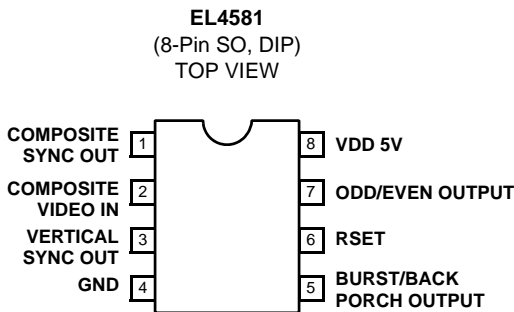 EL4581
(8-Pin SO, DIP)
TOP VIEW
COMPOSITE
SYNC OUT
1
8
VDD 5V
COMPOSITE
VIDEO IN
2
7
ODD/EVEN OUTPUT
VERTICAL
SYNC OUT
3
6
RSET
GND
4
5
BURST/BACK
PORCH OUTPUT